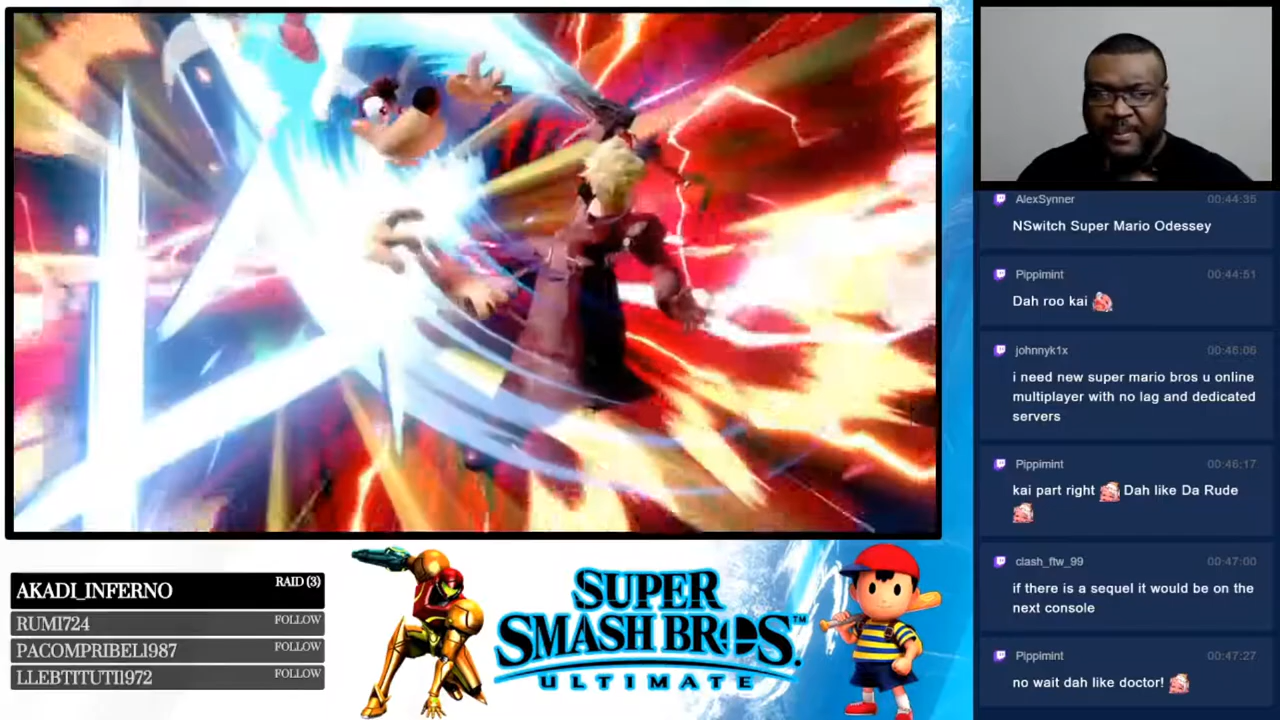 AlexSynner 00:44:35
NSwitch Super Mario Odessey
Pippimint 00:44:51
Dah roo kai
johnnyk1x 00:46:06
i need new super mario bros u online
multiplayer with no lag and dedicated
servers
Pippimint 00:46:17
kai part right Dah like Da Rude
clash_ftw_99 00:47:00
if there is a sequel it would be on the
next console
Pippimint 00:47:27
no wait dah like doctor!
AKADI_INFERNO RAID (3)
RUMI724 FOLLOW
PACOMPRIBEL1987 FOLLOW
LLEBTITUTI1972 FOLLOW
SUPER
SMASH BROS.™
ULTIMATE